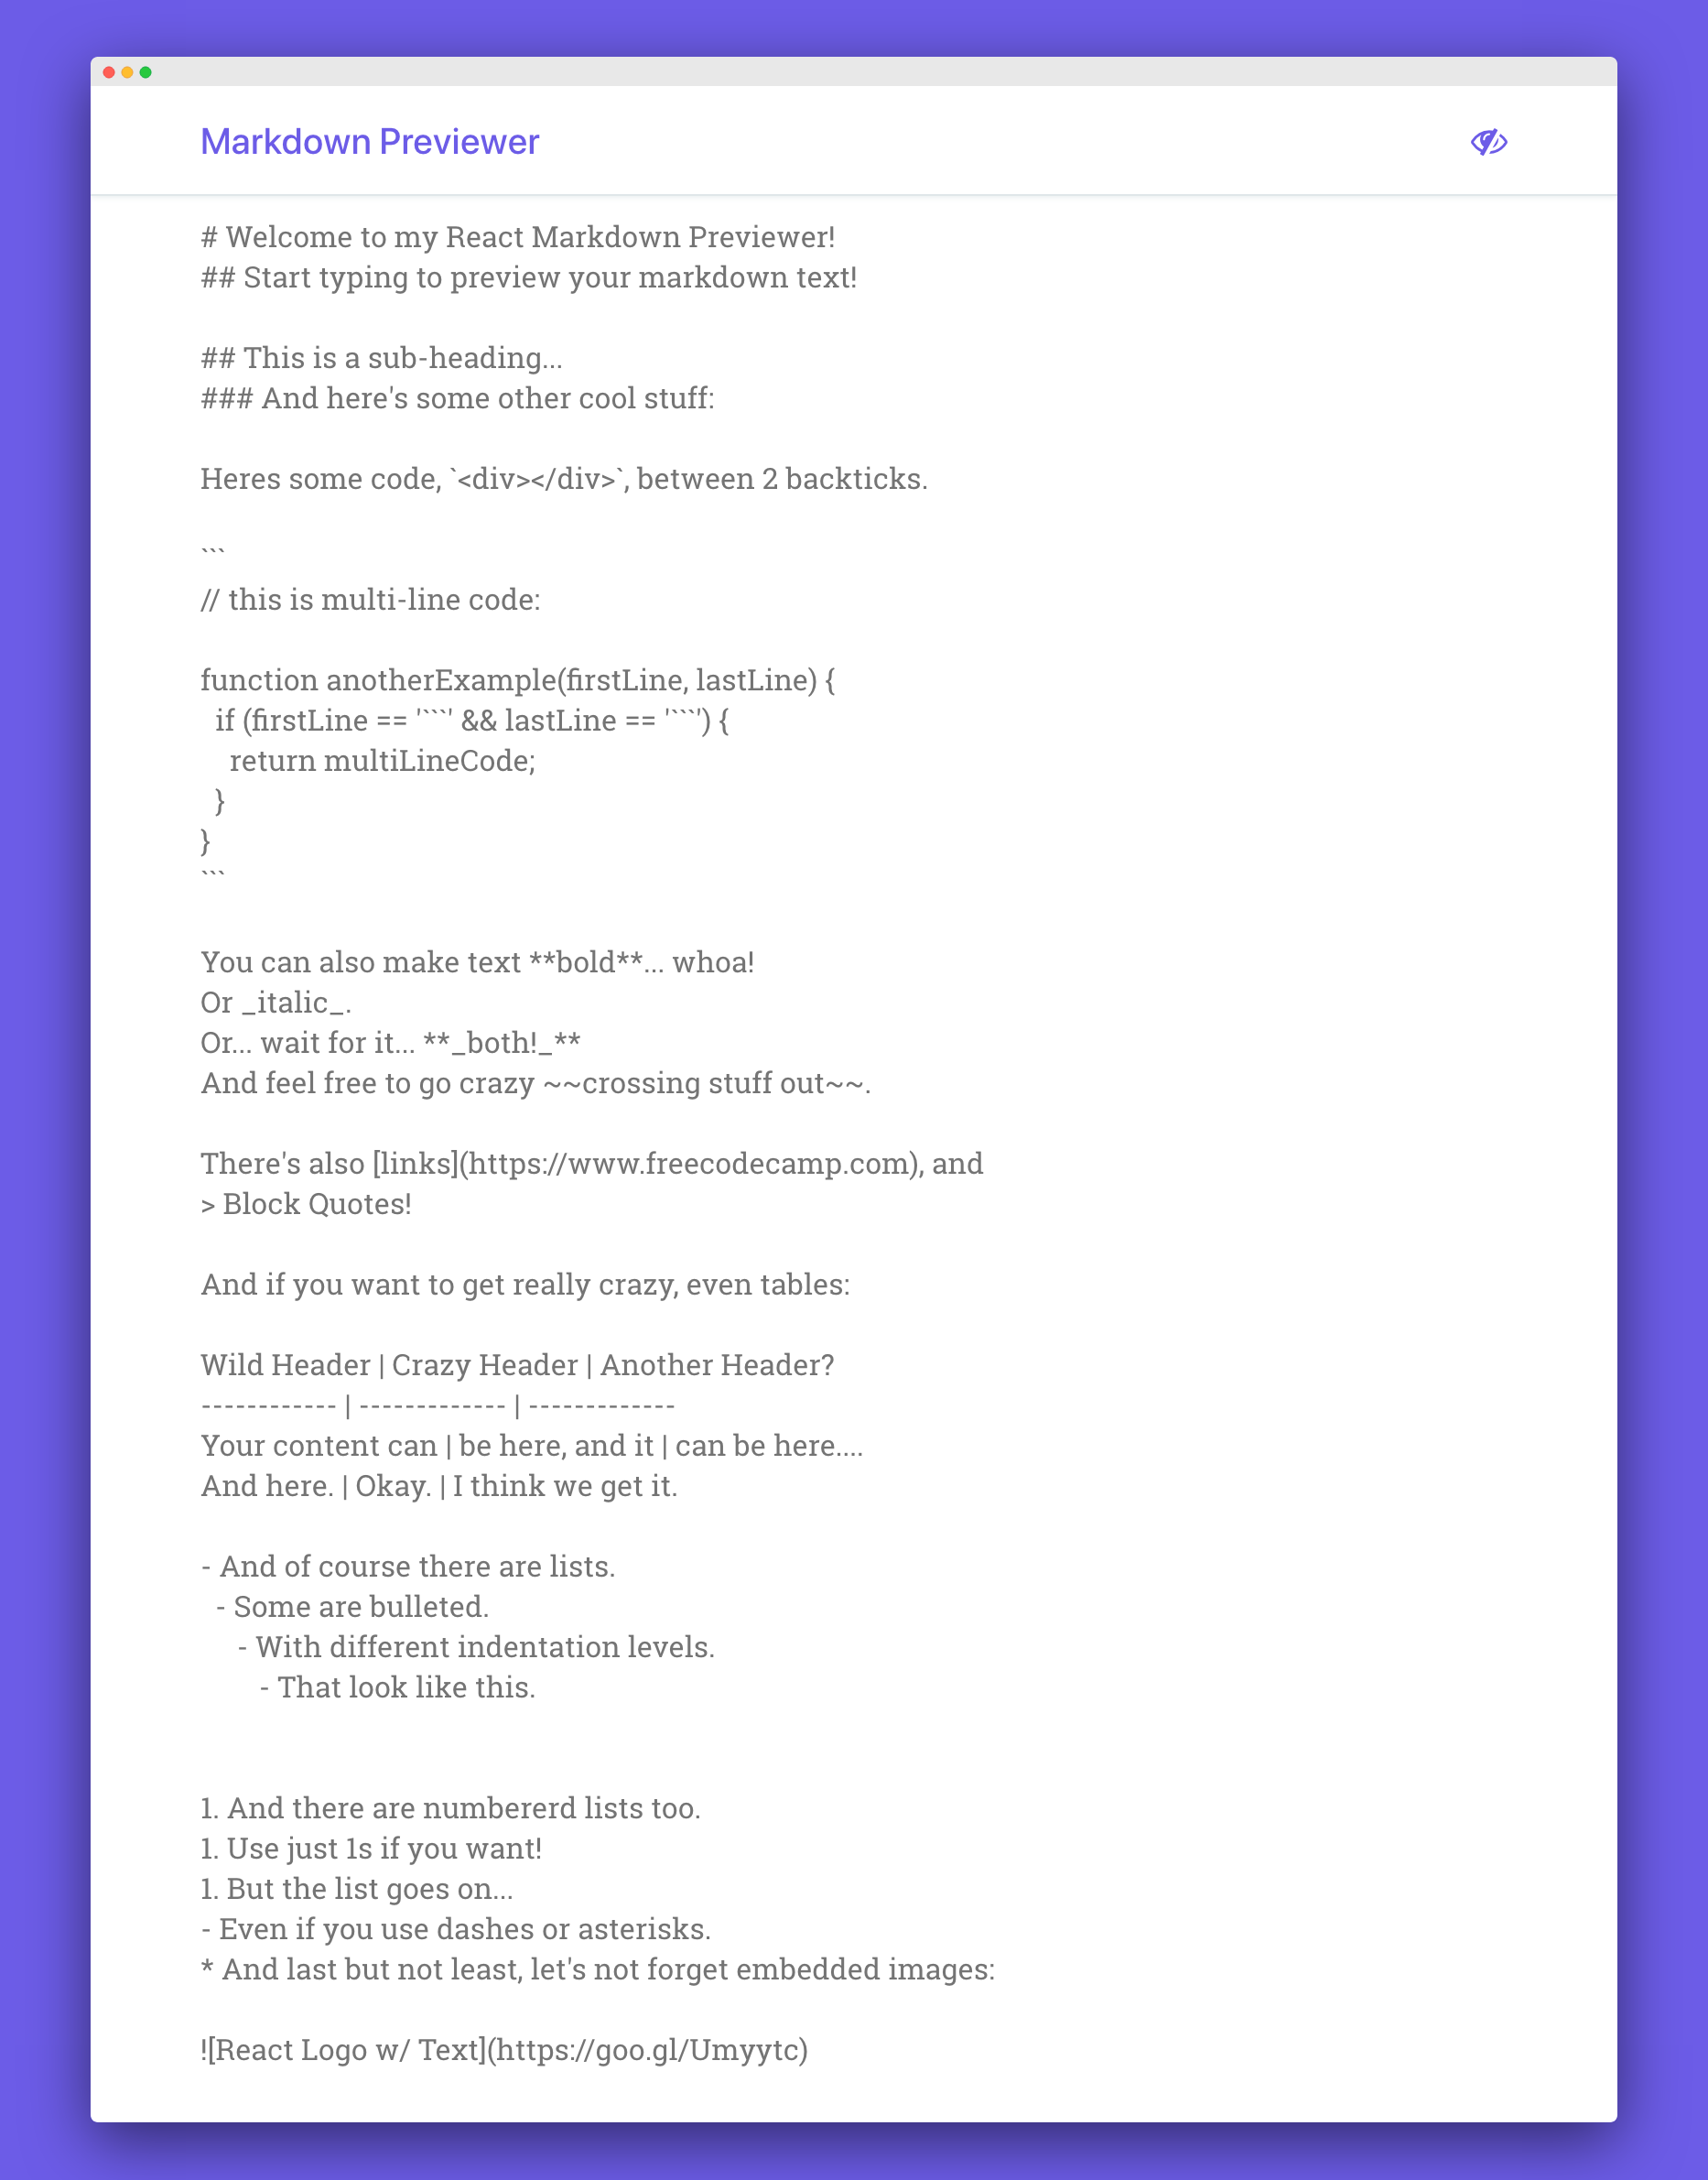 Markdown Previewer
# Welcome to my React Markdown Previewer!
## Start typing to preview your markdown text!
## This is a sub-heading...
### And here's some other cool stuff:
Heres some code, `<div></div>`, between 2 backticks.
```
// this is multi-line code:
function anotherExample(firstLine, lastLine) {
  if (firstLine == '```' && lastLine == '```') {
    return multiLineCode;
  }
}
```
You can also make text **bold**... whoa!
Or _italic_.
Or... wait for it... **_both!_**
And feel free to go crazy ~~crossing stuff out~~.
There's also [links](https://www.freecodecamp.com), and
> Block Quotes!
And if you want to get really crazy, even tables:
Wild Header | Crazy Header | Another Header?
------------ | ------------- | -------------
Your content can | be here, and it | can be here....
And here. | Okay. | I think we get it.
- And of course there are lists.
  - Some are bulleted.
     - With different indentation levels.
        - That look like this.
1. And there are numbererd lists too.
1. Use just 1s if you want!
1. But the list goes on...
- Even if you use dashes or asterisks.
* And last but not least, let's not forget embedded images:
![React Logo w/ Text](https://goo.gl/Umyytc)